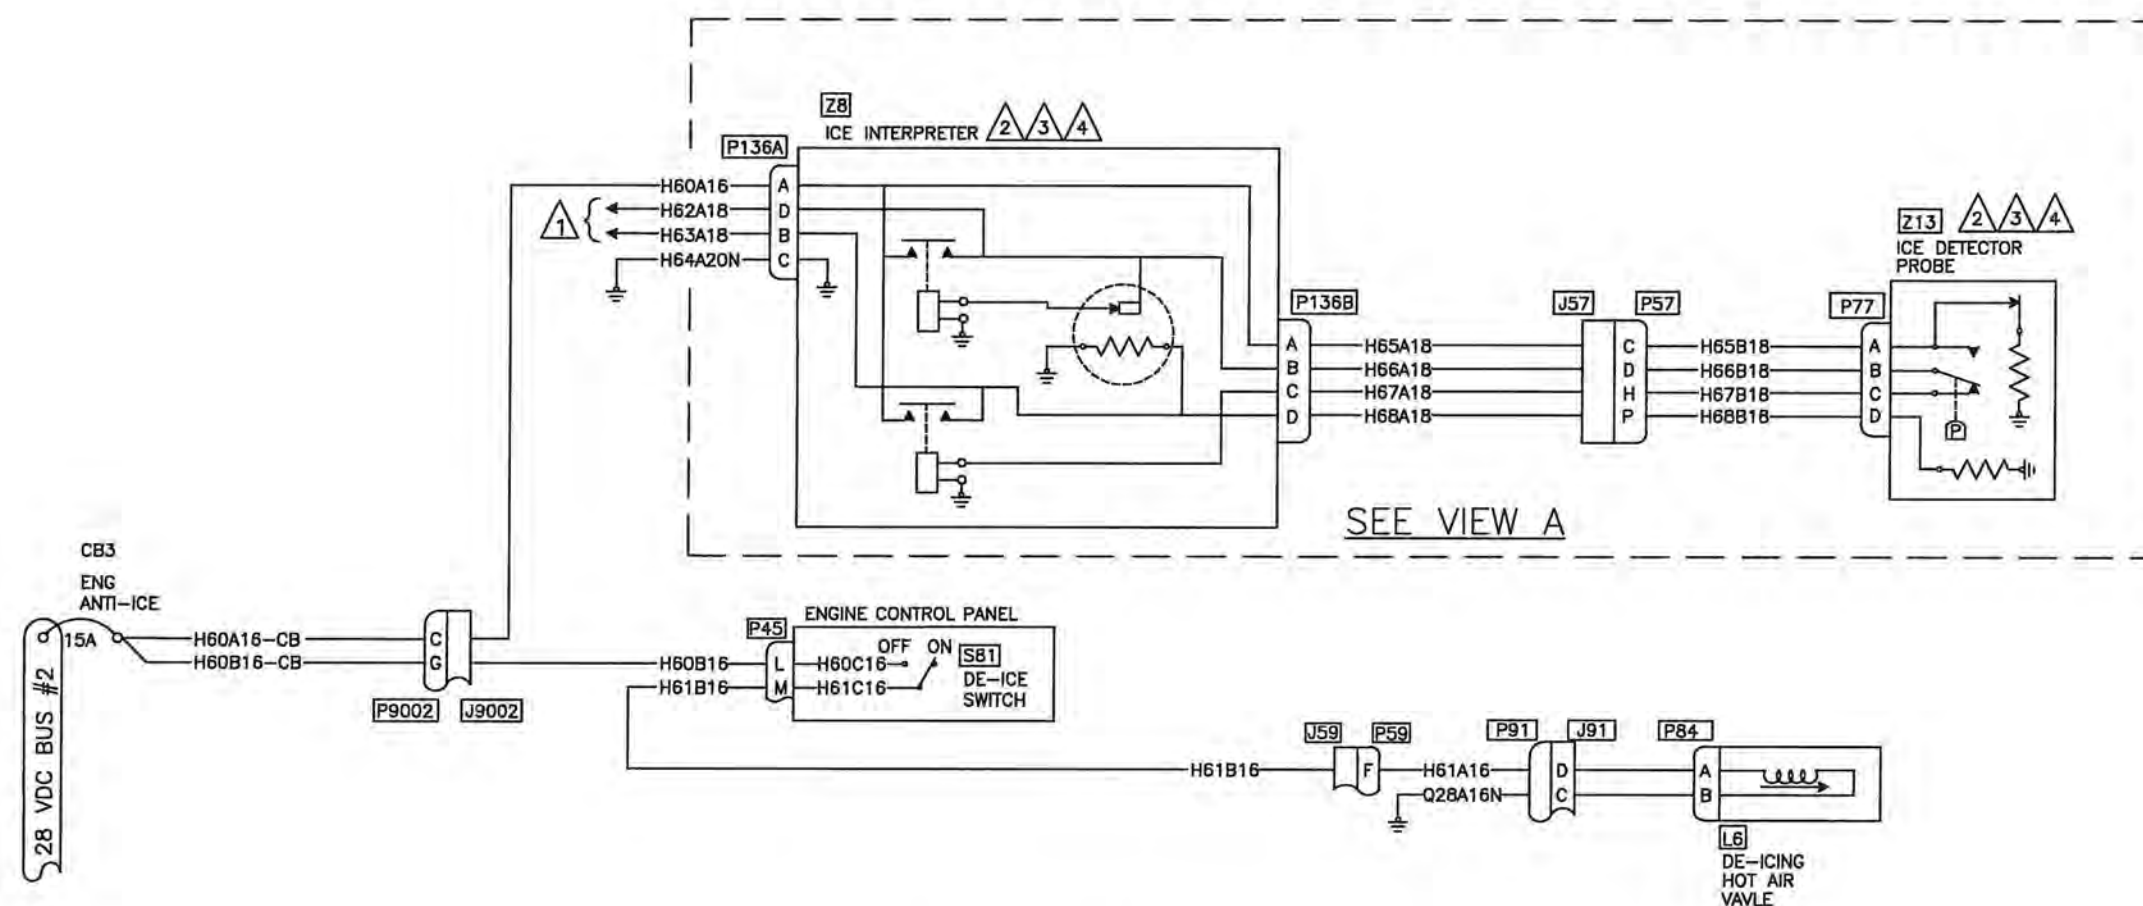 Z8
ICE INTERPRETER 2 3 4
P136A
H60A16 A
1 H62A18 D
H63A18 B
H64A20N C
P136B
A H65A18
B H66A18
C H67A18
D H68A18
J57 P57
C H65B18
D H66B18
H H67B18
P H68B18
P77
A
B
C
D
Z13 2 3 4
ICE DETECTOR
PROBE
P
SEE VIEW A
CB3
ENG
ANTI-ICE
15A
28 VDC BUS #2
H60A16-CB C
H60B16-CB G
P9002 J9002
ENGINE CONTROL PANEL
P45
H60B16 L H60C16
H61B16 M H61C16
OFF ON S81
DE-ICE
SWITCH
J59 P59
H61B16 F H61A16
Q28A16N
P91 J91
D
C
P84
A
B
L6
DE-ICING
HOT AIR
VAVLE